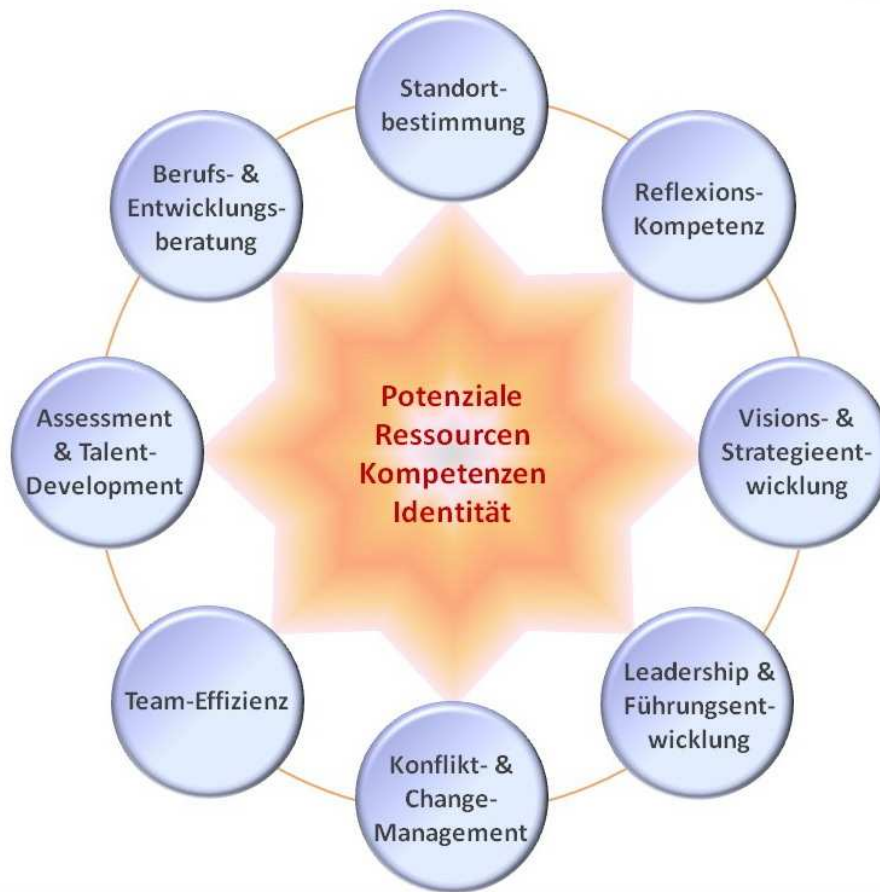 Standort-
bestimmung
Reflexions-
Kompetenz
Visions- &
Strategieent-
wicklung
Leadership &
Führungsent-
wicklung
Konflikt- &
Change-
Management
Team-Effizienz
Assessment
& Talent-
Development
Berufs- &
Entwicklungs-
beratung
Potenziale
Ressourcen
Kompetenzen
Identität